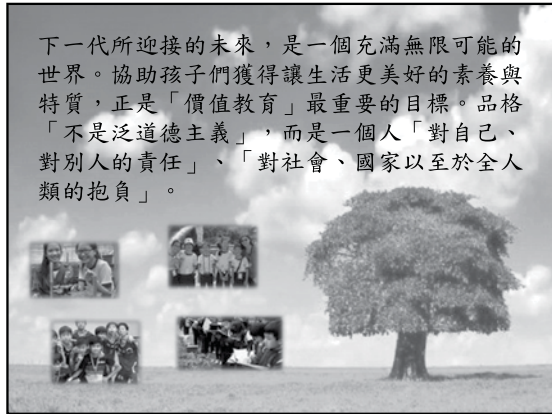 下一代所迎接的未來，是一個充滿無限可能的
世界。協助孩子們獲得讓生活更美好的素養與
特質，正是「價值教育」最重要的目標。品格
「不是泛道德主義」，而是一個人「對自己、
對別人的責任」、「對社會、國家以至於全人
類的抱負」。